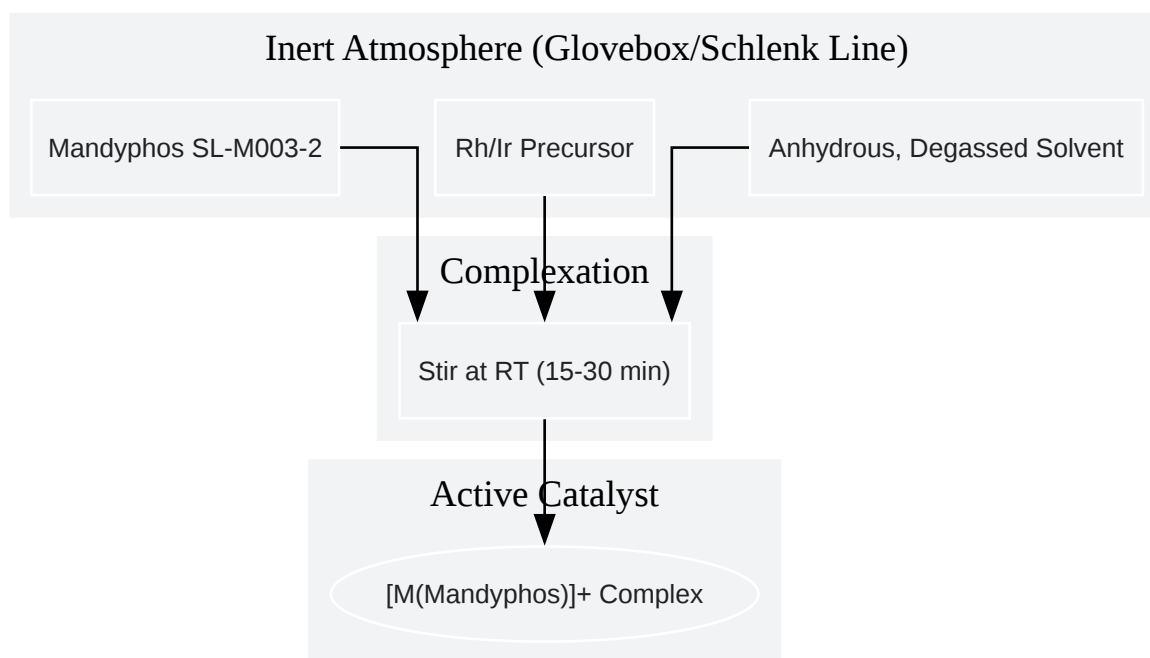 Inert Atmosphere (Glovebox/Schlenk Line)
Mandyphos SL-M003-2
Rh/Ir Precursor
Anhydrous, Degassed Solvent
Complexation
Stir at RT (15-30 min)
Active Catalyst
[M(Mandyphos)]+ Complex